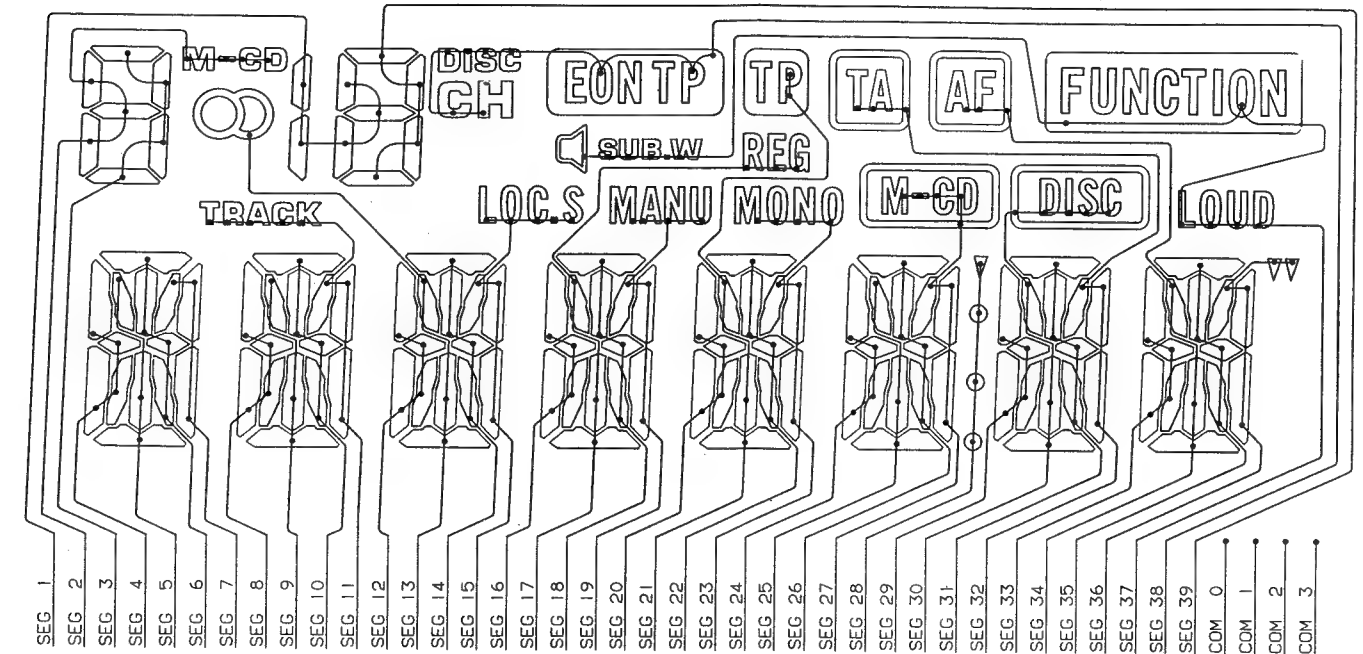 M-CD DISC EON TP TP TA AF FUNCTION
CH
SUB.W REG
TRACK LOC.S MANU MONO M-CD DISC LOUD
SEG 1
SEG 2
SEG 3
SEG 4
SEG 5
SEG 6
SEG 7
SEG 8
SEG 9
SEG 10
SEG 11
SEG 12
SEG 13
SEG 14
SEG 15
SEG 16
SEG 17
SEG 18
SEG 19
SEG 20
SEG 21
SEG 22
SEG 23
SEG 24
SEG 25
SEG 26
SEG 27
SEG 28
SEG 29
SEG 30
SEG 31
SEG 32
SEG 33
SEG 34
SEG 35
SEG 36
SEG 37
SEG 38
SEG 39
COM 0
COM 1
COM 2
COM 3